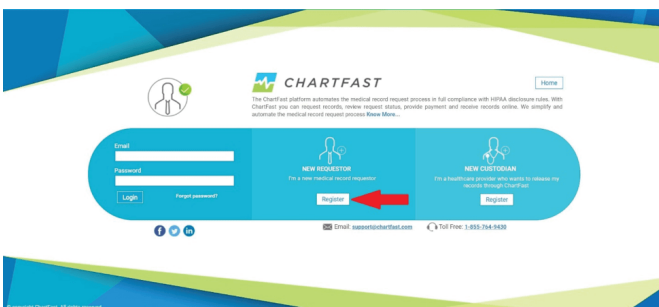 CHARTFAST
Home
The ChartFast platform automates the medical record request process in full compliance with HIPAA disclosure rules. With
ChartFast you can request records, review request status, provide payment and receive records online. We simplify and
automate the medical record request process Know More...
Email
Password
Login
Forgot password?
NEW REQUESTOR
I'm a new medical record requestor
Register
NEW CUSTODIAN
I'm a healthcare provider who wants to release my
records through ChartFast
Register
Email: support@chartfast.com
Toll Free: 1-855-764-9430